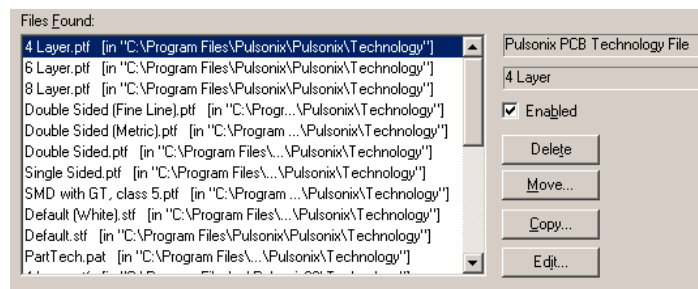 Files Found:
4 Layer.ptf [in "C:\Program Files\Pulsonix\Pulsonix\Technology"]
6 Layer.ptf [in "C:\Program Files\Pulsonix\Pulsonix\Technology"]
8 Layer.ptf [in "C:\Program Files\Pulsonix\Pulsonix\Technology"]
Double Sided (Fine Line).ptf [in "C:\Progr...\Pulsonix\Technology"]
Double Sided (Metric).ptf [in "C:\Program ...\Pulsonix\Technology"]
Double Sided.ptf [in "C:\Program Files\...\Pulsonix\Technology"]
Single Sided.ptf [in "C:\Program Files\...\Pulsonix\Technology"]
SMD with GT, class 5.ptf [in "C:\Program ...\Pulsonix\Technology"]
Default (White).stf [in "C:\Program Files\...\Pulsonix\Technology"]
Default.stf [in "C:\Program Files\Pulsonix\Pulsonix\Technology"]
PartTech.pat [in "C:\Program Files\...\Pulsonix\Technology"]
Pulsonix PCB Technology File
4 Layer
Enabled
Delete
Move...
Copy...
Edit...